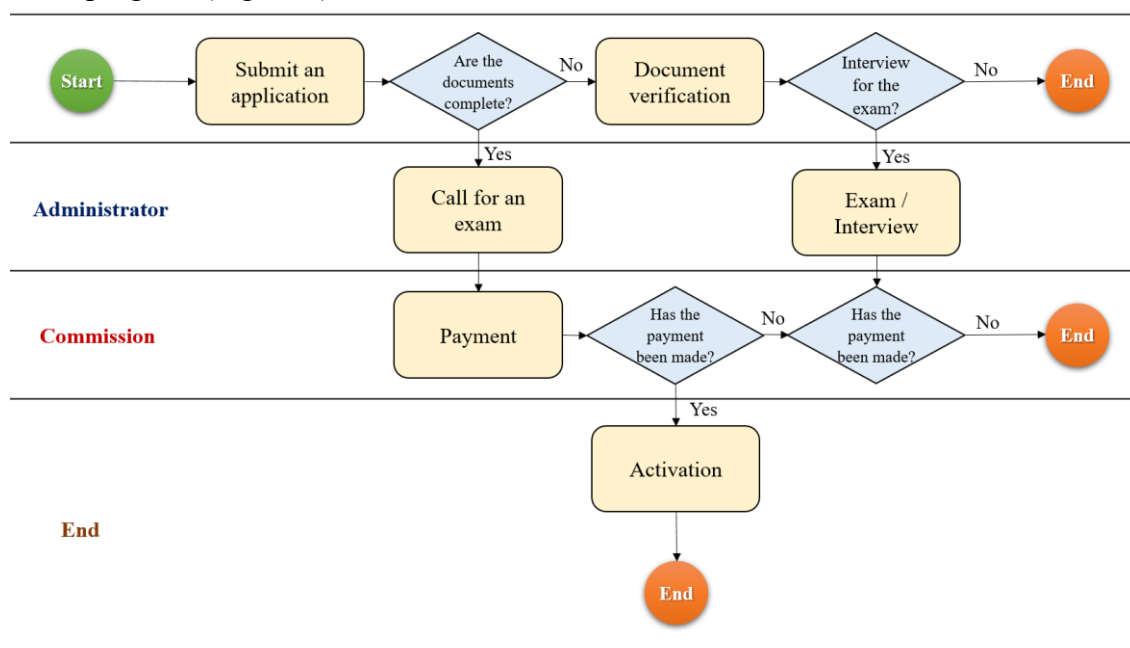 Start
Submit an
application
Are the
documents
complete?
No
Document
verification
Interview
for the
exam?
No
End
Yes
Yes
Administrator
Call for an
exam
Exam /
Interview
Commission
Payment
Has the
payment
been made?
No
Has the
payment
been made?
No
End
Yes
Activation
End
End